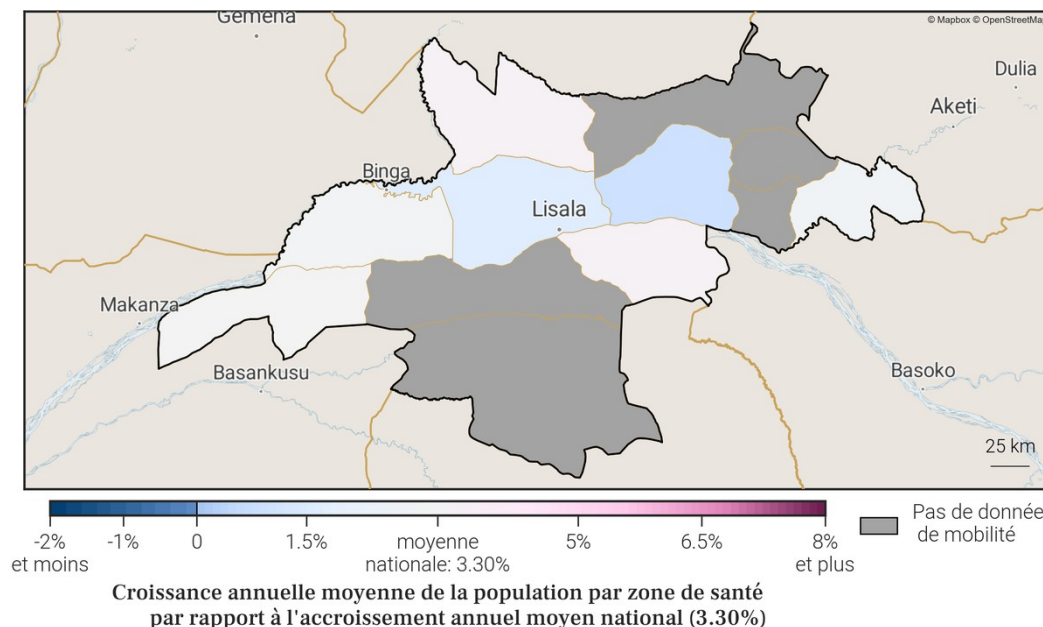 Gemena
© Mapbox © OpenStreetMa
Dulia
Aketi
Binga
Lisala
Makanza
Basankusu
Basoko
25 km
-2%
et moins
-1%
0
1.5%
moyenne
nationale: 3.30%
5%
6.5%
8%
et plus
Pas de donnée
de mobilité
Croissance annuelle moyenne de la population par zone de santé
par rapport à l'accroissement annuel moyen national (3.30%)